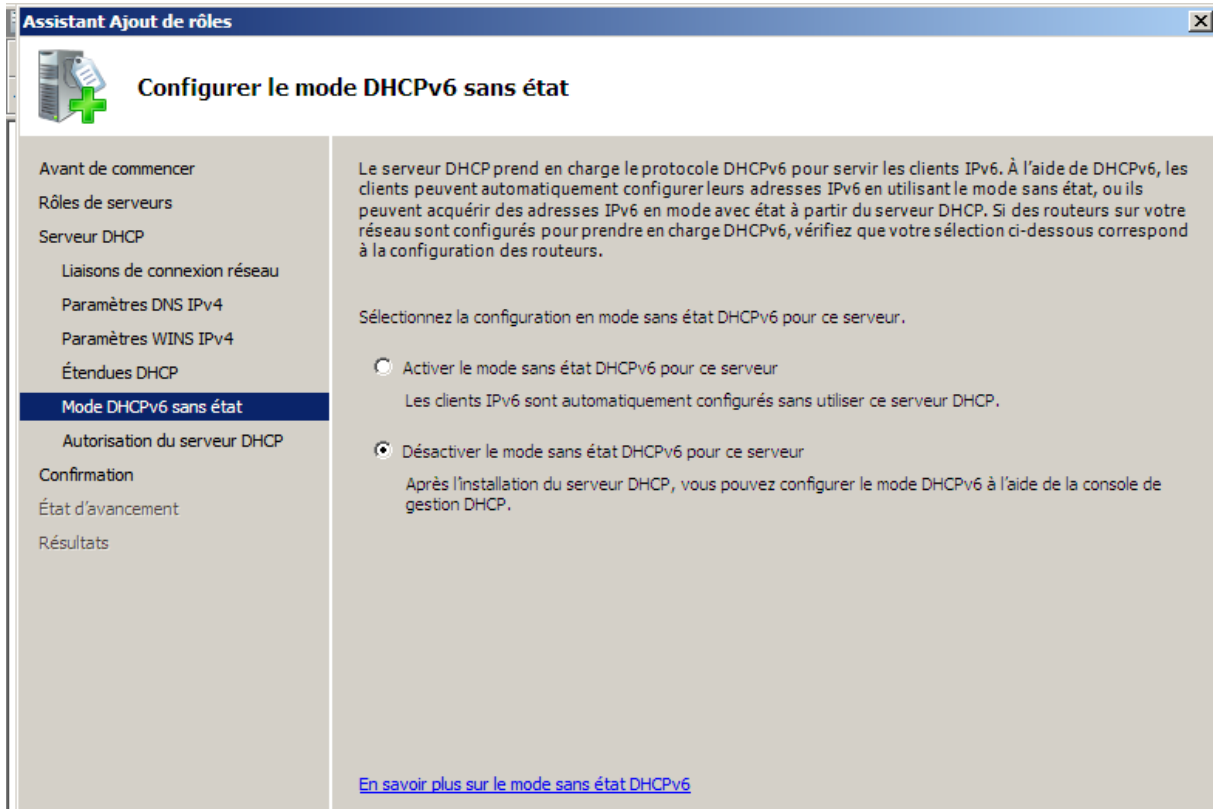 Assistant Ajout de rôles
Configurer le mode DHCPv6 sans état
Avant de commencer
Rôles de serveurs
Serveur DHCP
Liaisons de connexion réseau
Paramètres DNS IPv4
Paramètres WINS IPv4
Étendues DHCP
Mode DHCPv6 sans état
Autorisation du serveur DHCP
Confirmation
État d'avancement
Résultats
Le serveur DHCP prend en charge le protocole DHCPv6 pour servir les clients IPv6. À l'aide de DHCPv6, les
clients peuvent automatiquement configurer leurs adresses IPv6 en utilisant le mode sans état, ou ils
peuvent acquérir des adresses IPv6 en mode avec état à partir du serveur DHCP. Si des routeurs sur votre
réseau sont configurés pour prendre en charge DHCPv6, vérifiez que votre sélection ci-dessous correspond
à la configuration des routeurs.
Sélectionnez la configuration en mode sans état DHCPv6 pour ce serveur.
Activer le mode sans état DHCPv6 pour ce serveur
Les clients IPv6 sont automatiquement configurés sans utiliser ce serveur DHCP.
Désactiver le mode sans état DHCPv6 pour ce serveur
Après l'installation du serveur DHCP, vous pouvez configurer le mode DHCPv6 à l'aide de la console de
gestion DHCP.
En savoir plus sur le mode sans état DHCPv6